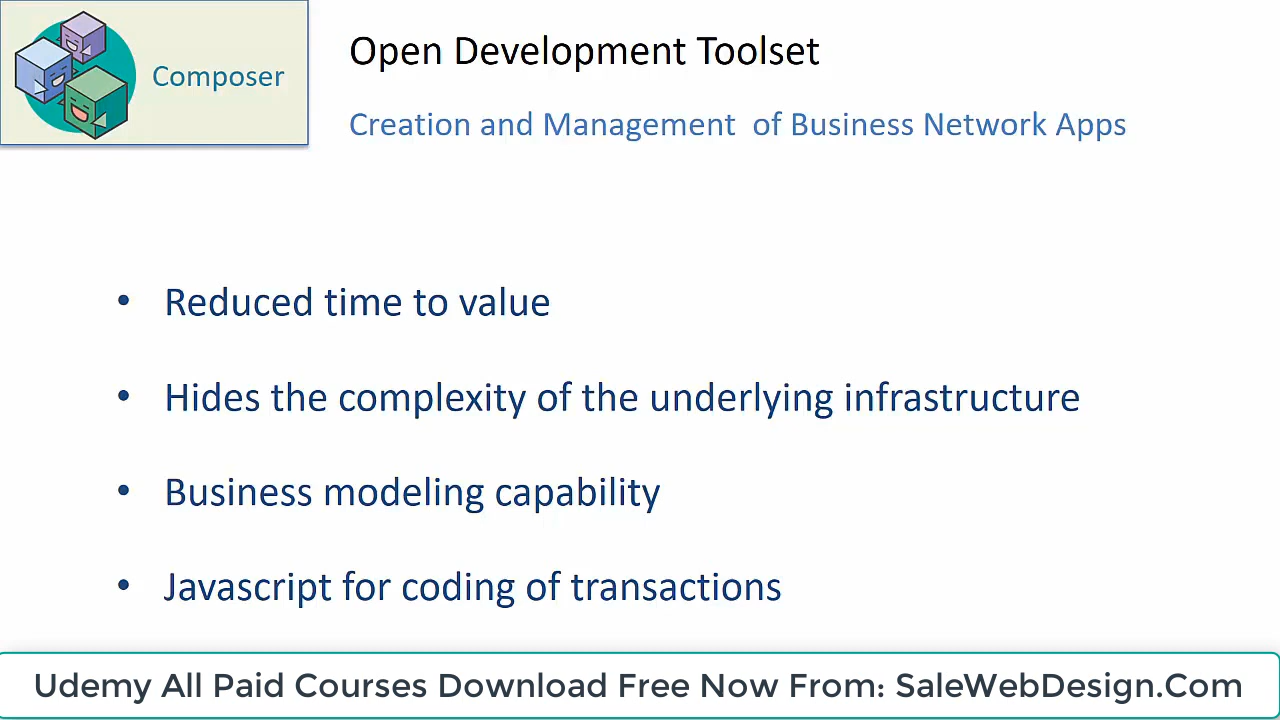 Composer
Open Development Toolset
Creation and Management of Business Network Apps
• Reduced time to value
• Hides the complexity of the underlying infrastructure
• Business modeling capability
• Javascript for coding of transactions
Udemy All Paid Courses Download Free Now From: SaleWebDesign.Com